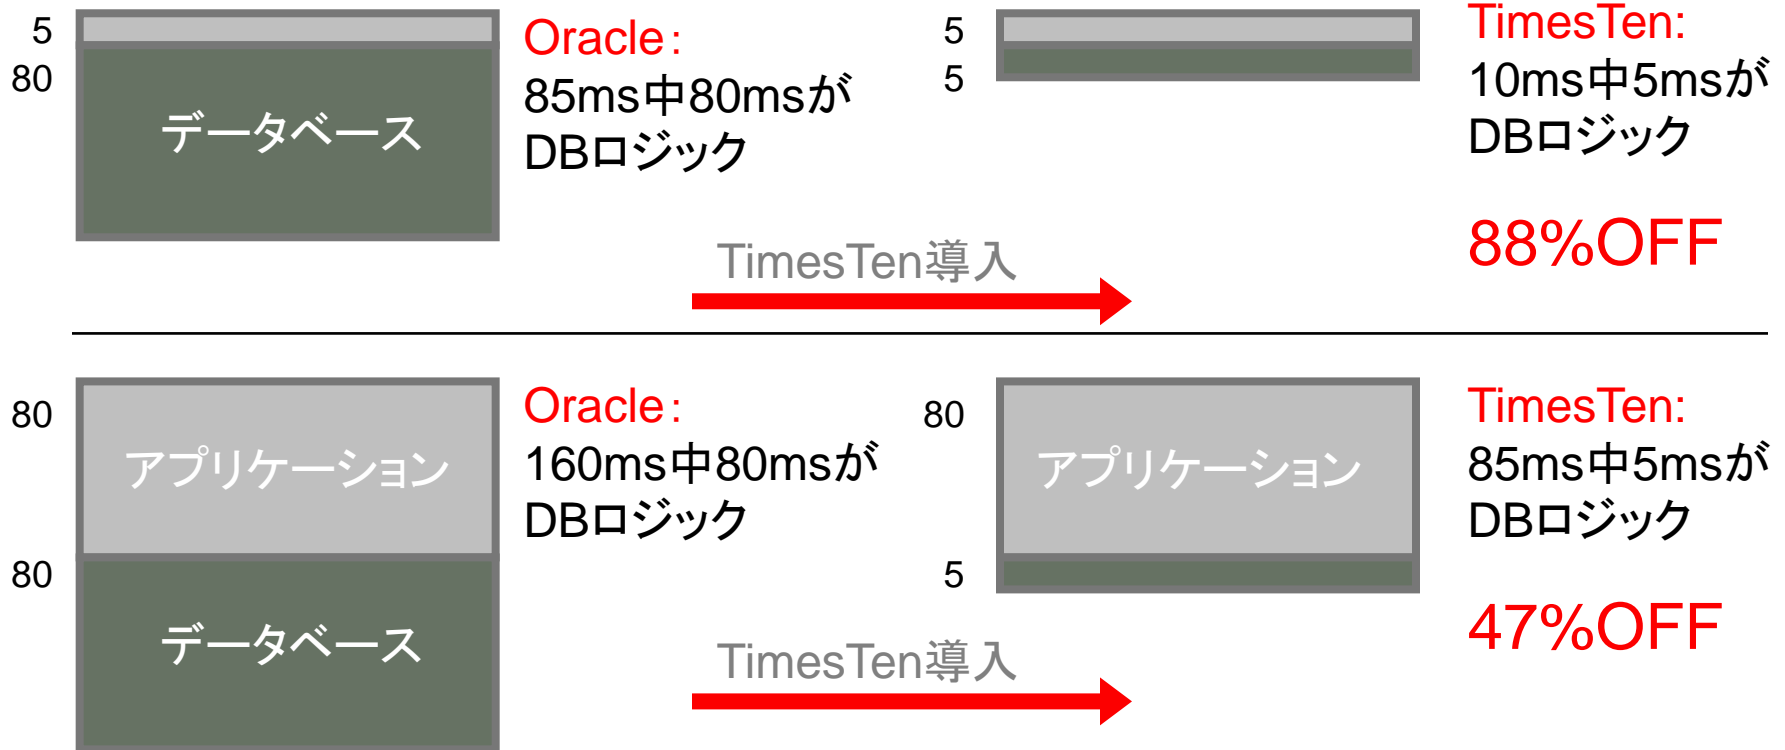 5
80
データベース
Oracle：
85ms中80msが
DBロジック
5
5
TimesTen:
10ms中5msが
DBロジック
88%OFF
TimesTen導入
80
アプリケーション
80
データベース
Oracle：
160ms中80msが
DBロジック
80
アプリケーション
5
TimesTen:
85ms中5msが
DBロジック
47%OFF
TimesTen導入